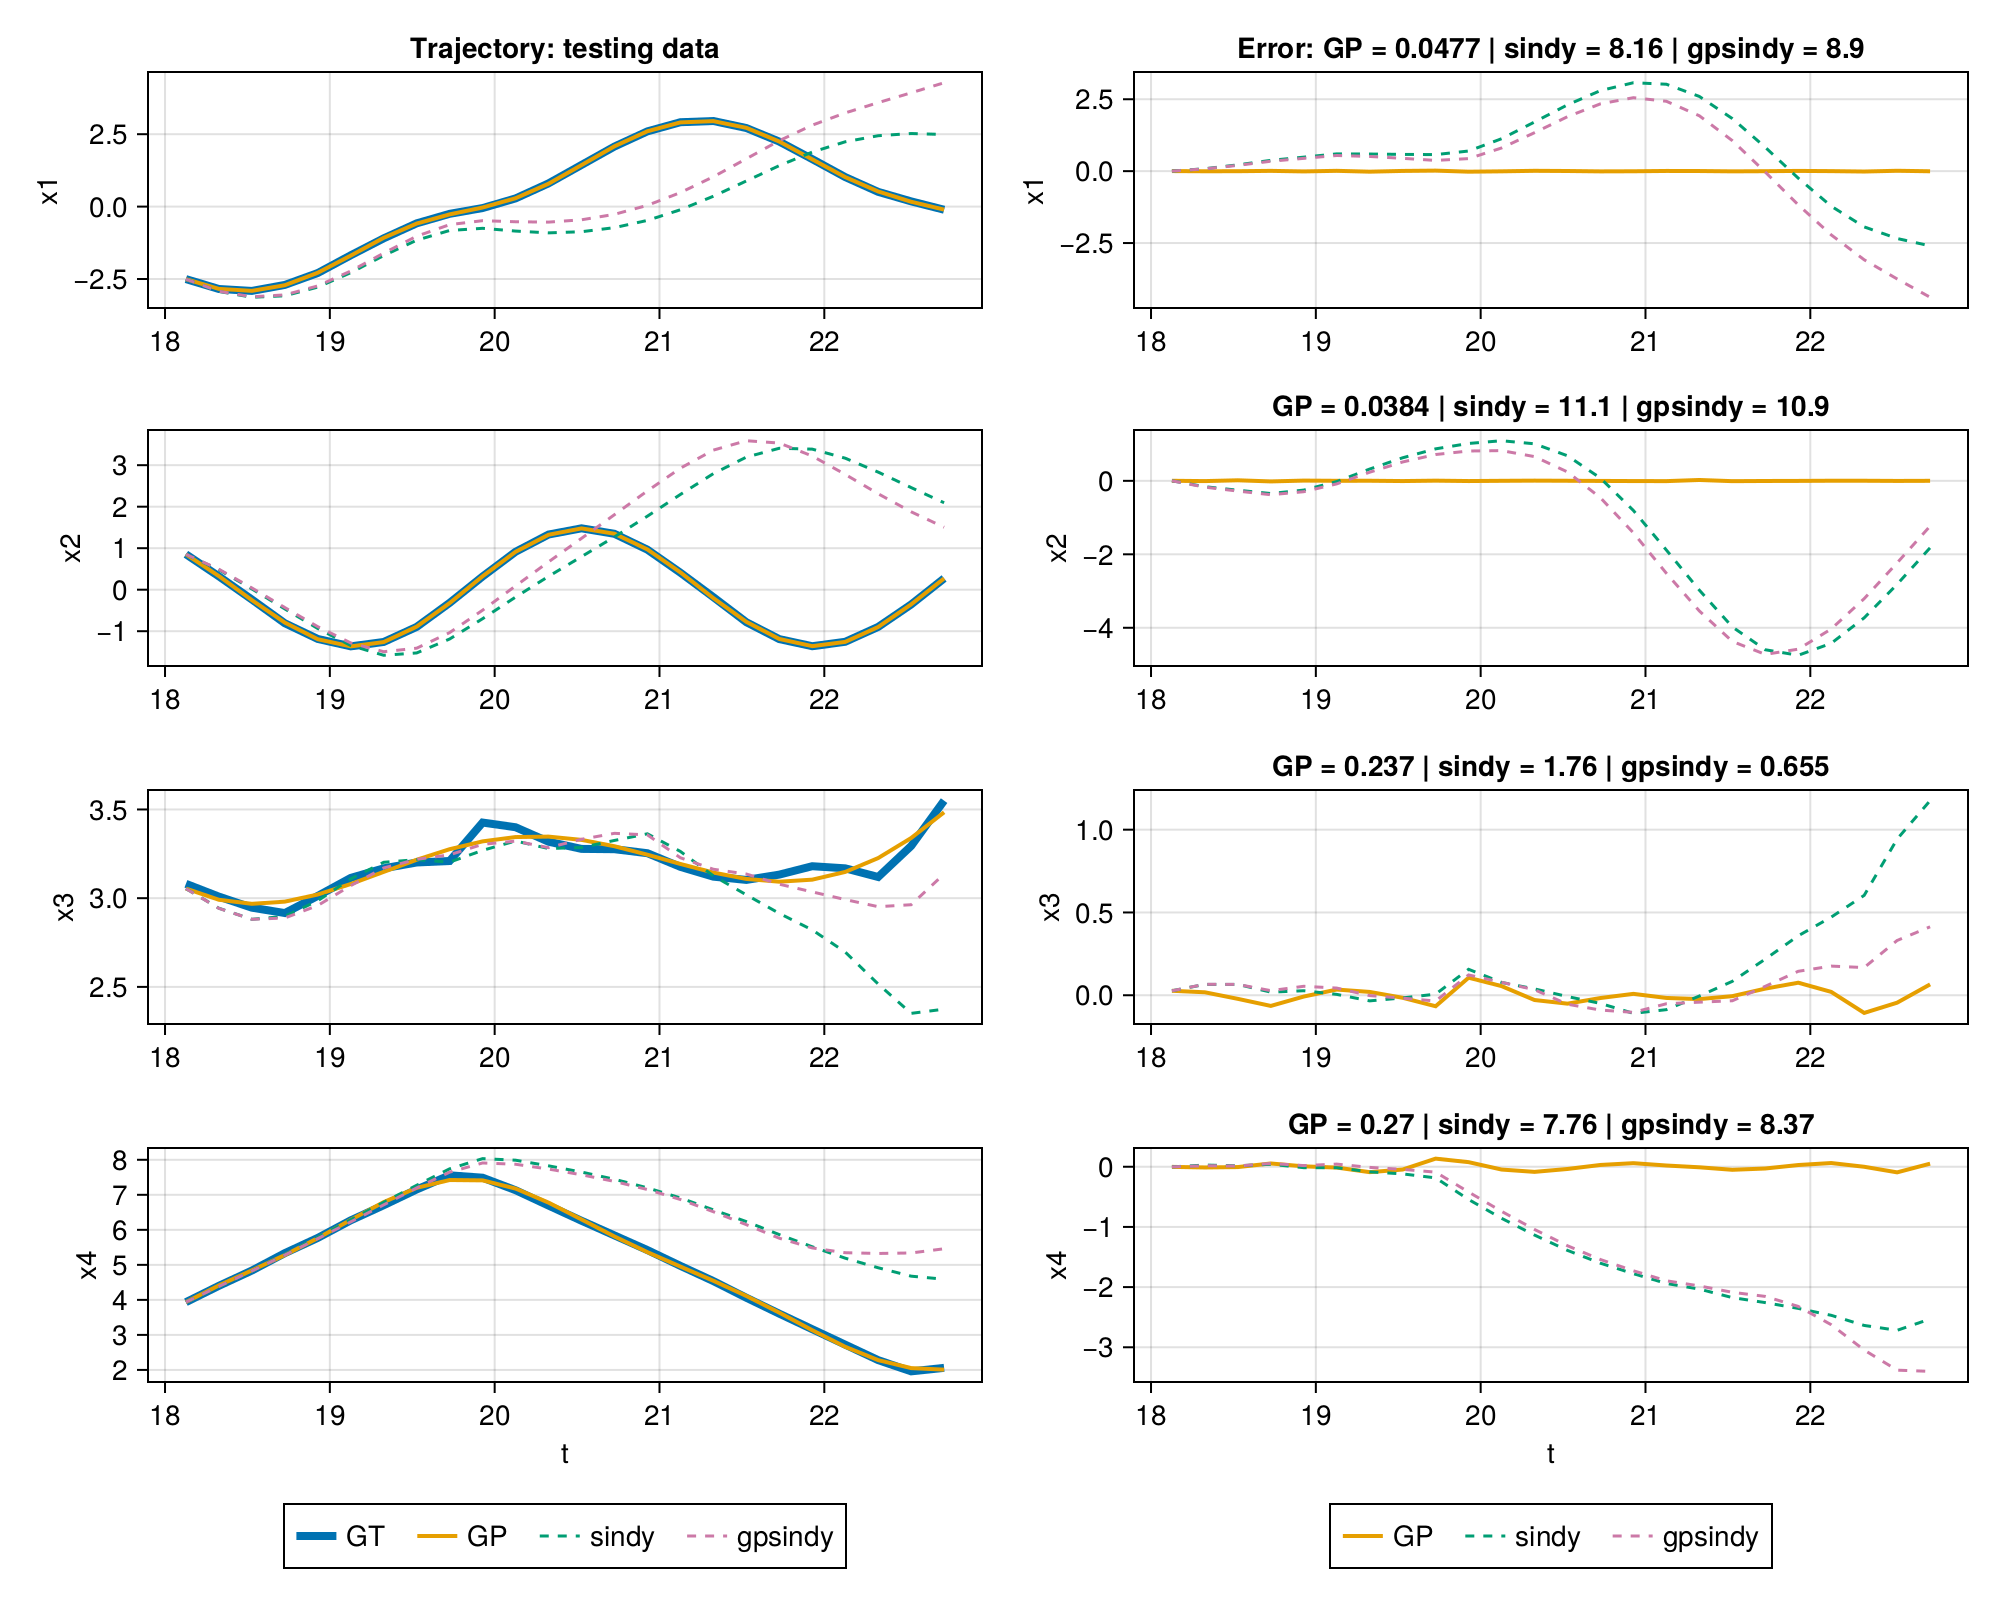 Trajectory: testing data
x1
2.5
0.0
−2.5
18 19 20 21 22
Error: GP = 0.0477 | sindy = 8.16 | gpsindy = 8.9
x1
2.5
0.0
−2.5
18 19 20 21 22
x2
3
2
1
0
−1
18 19 20 21 22
GP = 0.0384 | sindy = 11.1 | gpsindy = 10.9
x2
0
−2
−4
18 19 20 21 22
x3
3.5
3.0
2.5
18 19 20 21 22
GP = 0.237 | sindy = 1.76 | gpsindy = 0.655
x3
1.0
0.5
0.0
18 19 20 21 22
x4
8
7
6
5
4
3
2
18 19 20 21 22
t
GP = 0.27 | sindy = 7.76 | gpsindy = 8.37
x4
0
−1
−2
−3
18 19 20 21 22
t
GT GP sindy gpsindy
GP sindy gpsindy